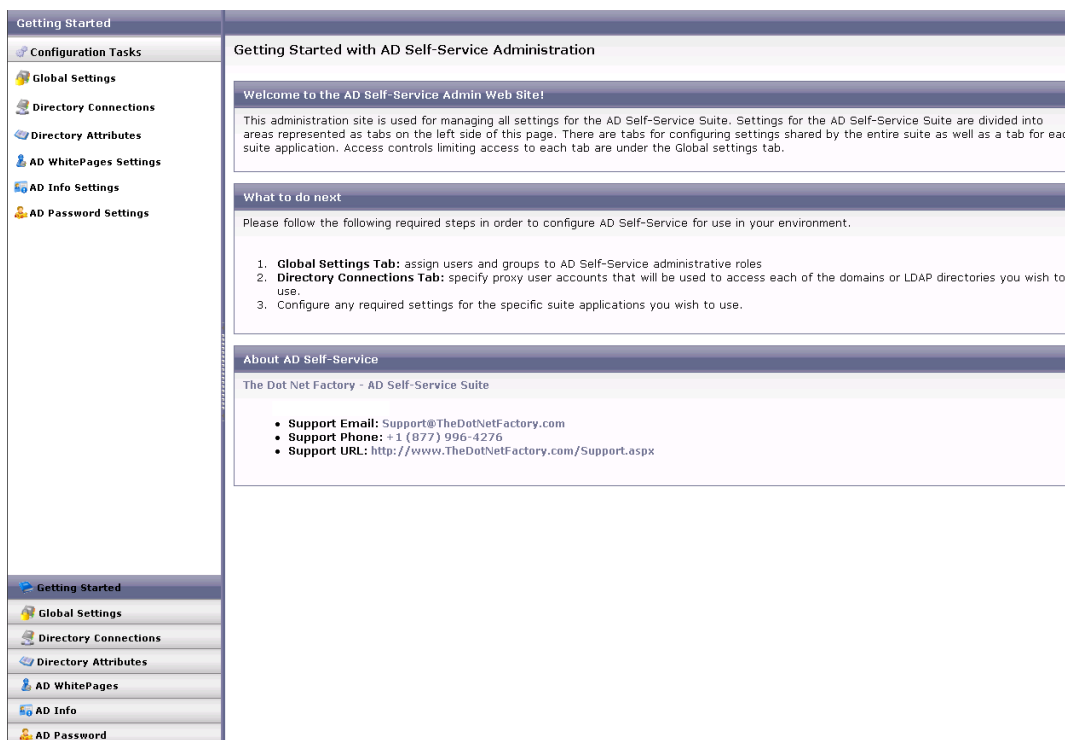 Getting Started
Configuration Tasks
Global Settings
Directory Connections
Directory Attributes
AD WhitePages Settings
AD Info Settings
AD Password Settings
Getting Started
Global Settings
Directory Connections
Directory Attributes
AD WhitePages
AD Info
AD Password
Getting Started with AD Self-Service Administration
Welcome to the AD Self-Service Admin Web Site!
This administration site is used for managing all settings for the AD Self-Service Suite. Settings for the AD Self-Service Suite are divided into
areas represented as tabs on the left side of this page. There are tabs for configuring settings shared by the entire suite as well as a tab for eac
suite application. Access controls limiting access to each tab are under the Global settings tab.
What to do next
Please follow the following required steps in order to configure AD Self-Service for use in your environment.
1. Global Settings Tab: assign users and groups to AD Self-Service administrative roles
2. Directory Connections Tab: specify proxy user accounts that will be used to access each of the domains or LDAP directories you wish to
use.
3. Configure any required settings for the specific suite applications you wish to use.
About AD Self-Service
The Dot Net Factory - AD Self-Service Suite
• Support Email: Support@TheDotNetFactory.com
• Support Phone: +1 (877) 996-4276
• Support URL: http://www.TheDotNetFactory.com/Support.aspx